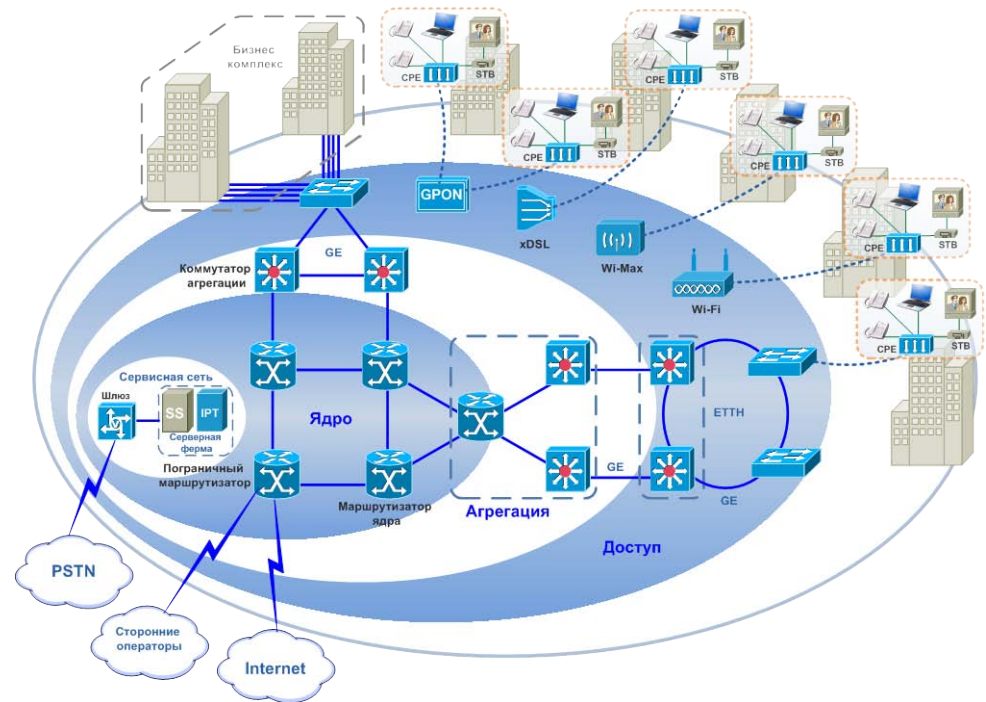 Бизнес
комплекс
CPE
STB
CPE
STB
CPE
STB
CPE
STB
CPE
STB
CPE
STB
GPON
xDSL
Wi-Max
Wi-Fi
GE
Коммутатор
агрегации
Сервисная сеть
Шлюз
SS
IPT
Серверная
ферма
Ядро
Пограничный
маршрутизатор
Маршрутизатор
ядра
Агрегация
GE
ETTH
GE
Доступ
PSTN
Сторонние
операторы
Internet